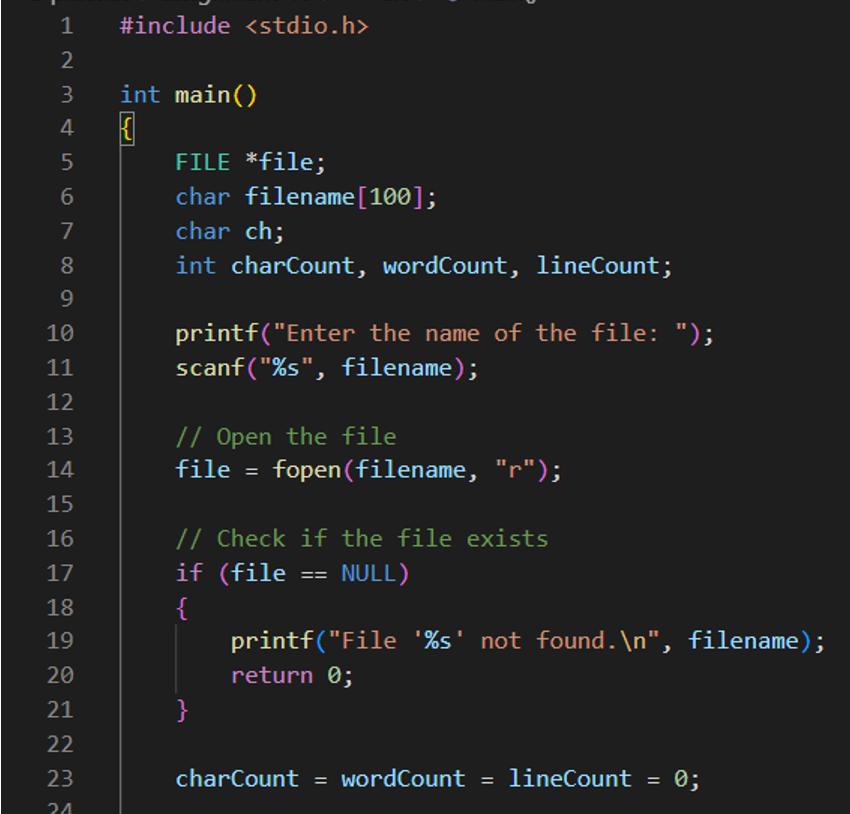 1 #include <stdio.h>
2
3 int main()
4 {
5     FILE *file;
6     char filename[100];
7     char ch;
8     int charCount, wordCount, lineCount;
9
10     printf("Enter the name of the file: ");
11     scanf("%s", filename);
12
13     // Open the file
14     file = fopen(filename, "r");
15
16     // Check if the file exists
17     if (file == NULL)
18     {
19         printf("File '%s' not found.\n", filename);
20         return 0;
21     }
22
23     charCount = wordCount = lineCount = 0;
24